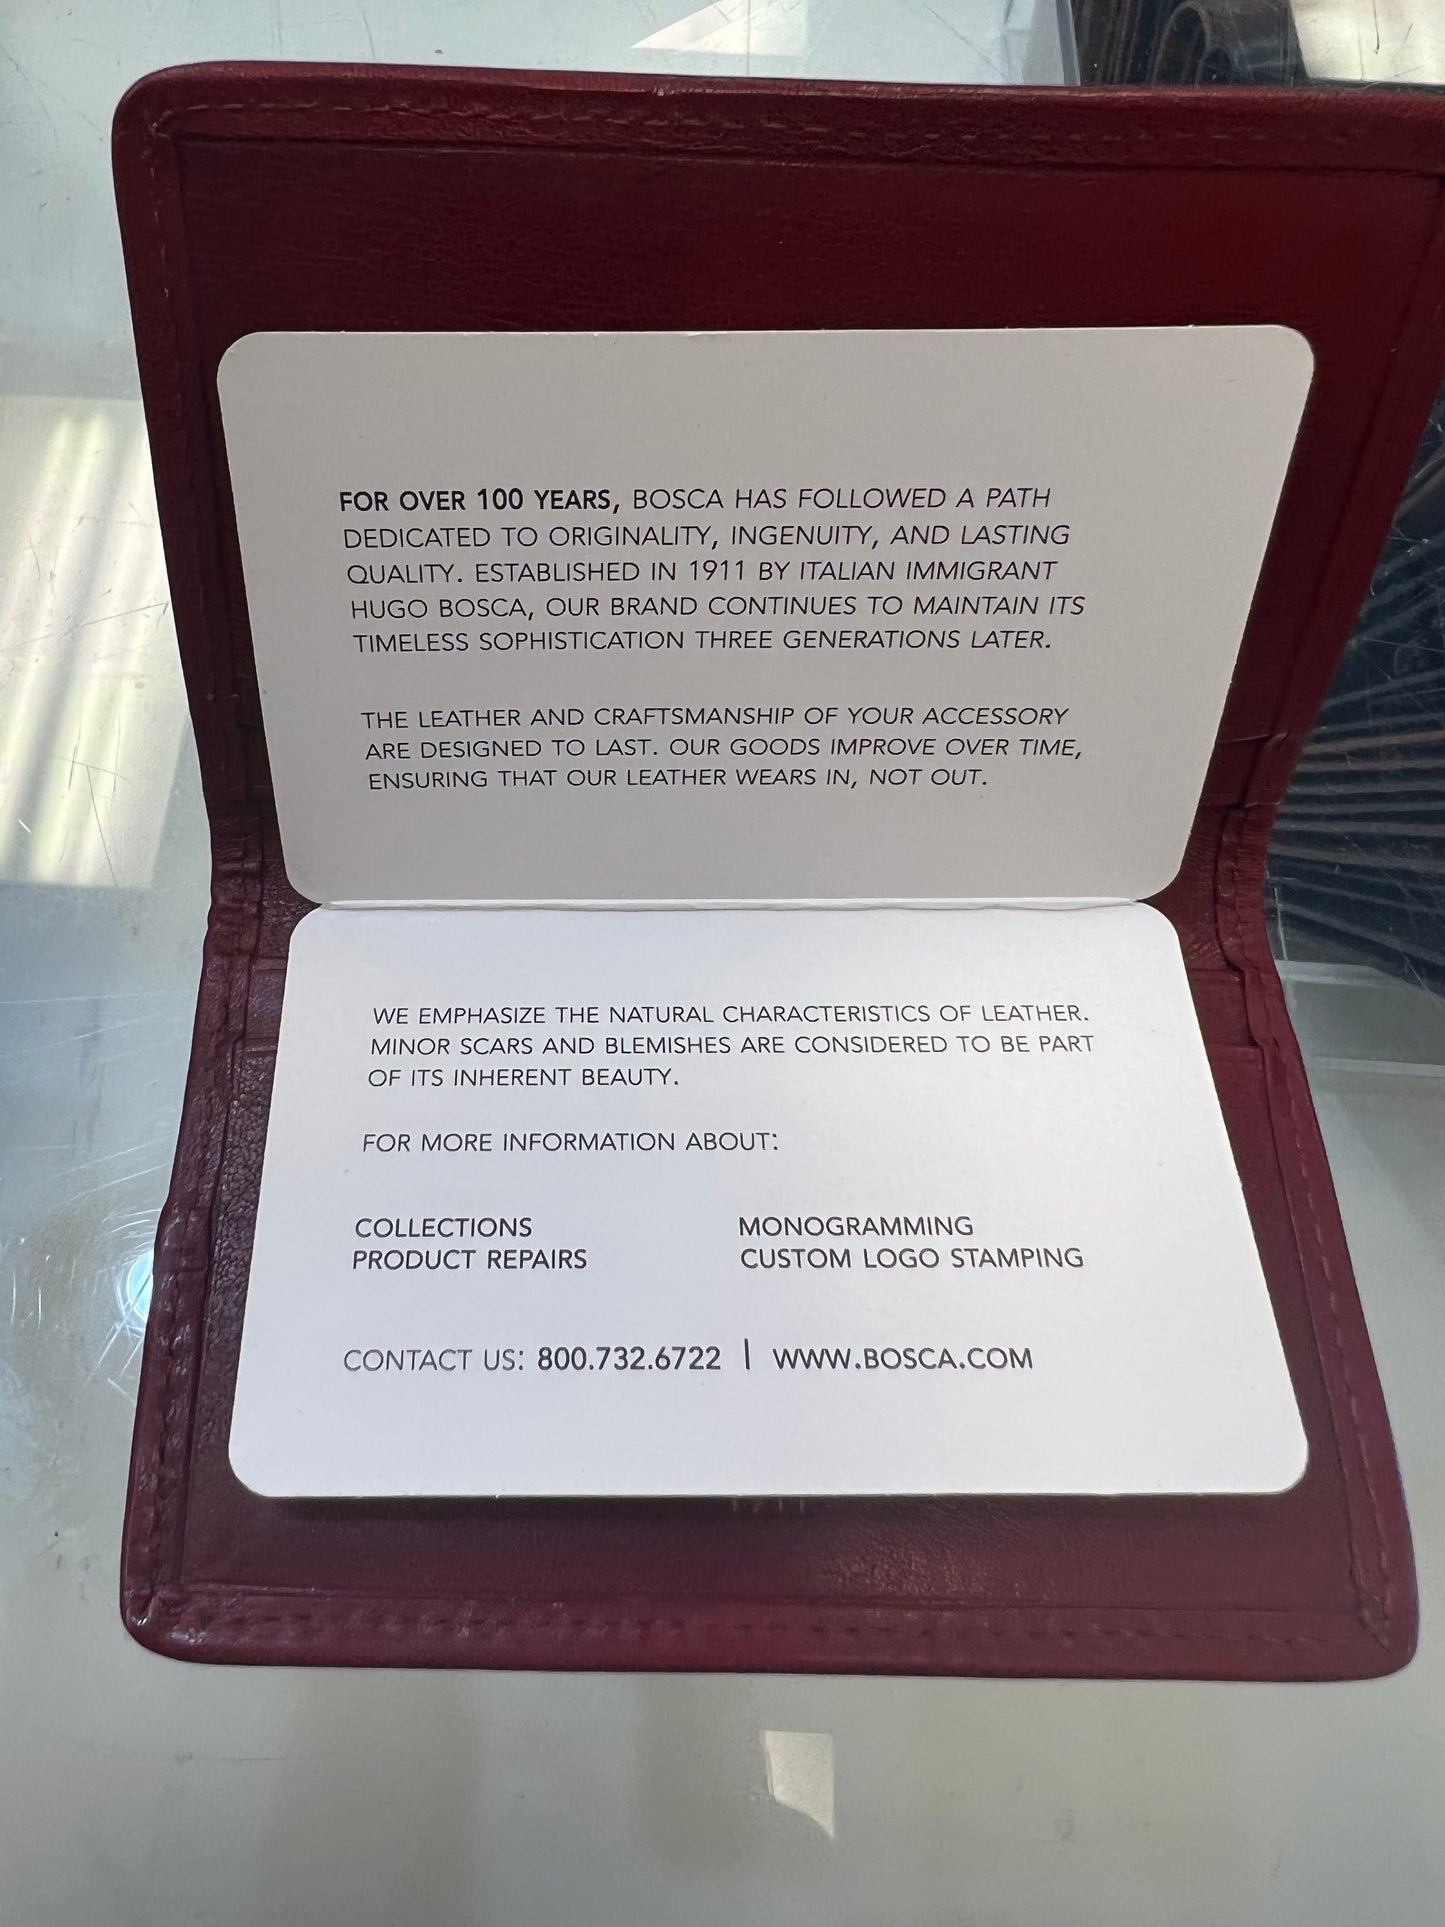 FOR OVER 100 YEARS, BOSCA HAS FOLLOWED A PATH
DEDICATED TO ORIGINALITY, INGENUITY, AND LASTING
QUALITY. ESTABLISHED IN 1911 BY ITALIAN IMMIGRANT
HUGO BOSCA, OUR BRAND CONTINUES TO MAINTAIN ITS
TIMELESS SOPHISTICATION THREE GENERATIONS LATER.
THE LEATHER AND CRAFTSMANSHIP OF YOUR ACCESSORY
ARE DESIGNED TO LAST. OUR GOODS IMPROVE OVER TIME,
ENSURING THAT OUR LEATHER WEARS IN, NOT OUT.
WE EMPHASIZE THE NATURAL CHARACTERISTICS OF LEATHER.
MINOR SCARS AND BLEMISHES ARE CONSIDERED TO BE PART
OF ITS INHERENT BEAUTY.
FOR MORE INFORMATION ABOUT:
COLLECTIONS MONOGRAMMING
PRODUCT REPAIRS CUSTOM LOGO STAMPING
CONTACT US: 800.732.6722 | WWW.BOSCA.COM